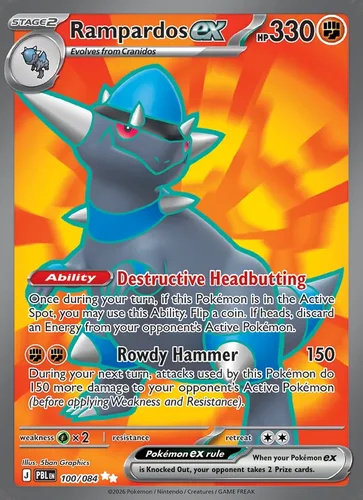 STAGE2 Rampardos ex HP 330
Evolves from Cranidos
Ability Destructive Headbutting
Once during your turn, if this Pokémon is in the Active
Spot, you may use this Ability. Flip a coin. If heads, discard
an Energy from your opponent's Active Pokémon.
Rowdy Hammer 150
During your next turn, attacks used by this Pokémon do
150 more damage to your opponent's Active Pokémon
(before applying Weakness and Resistance).
weakness ×2 resistance retreat
Illus. 5ban Graphics
Pokémon ex rule
When your Pokémon ex
is Knocked Out, your opponent takes 2 Prize cards.
J PBL EN 100/084
©2026 Pokémon / Nintendo / Creatures / GAME FREAK